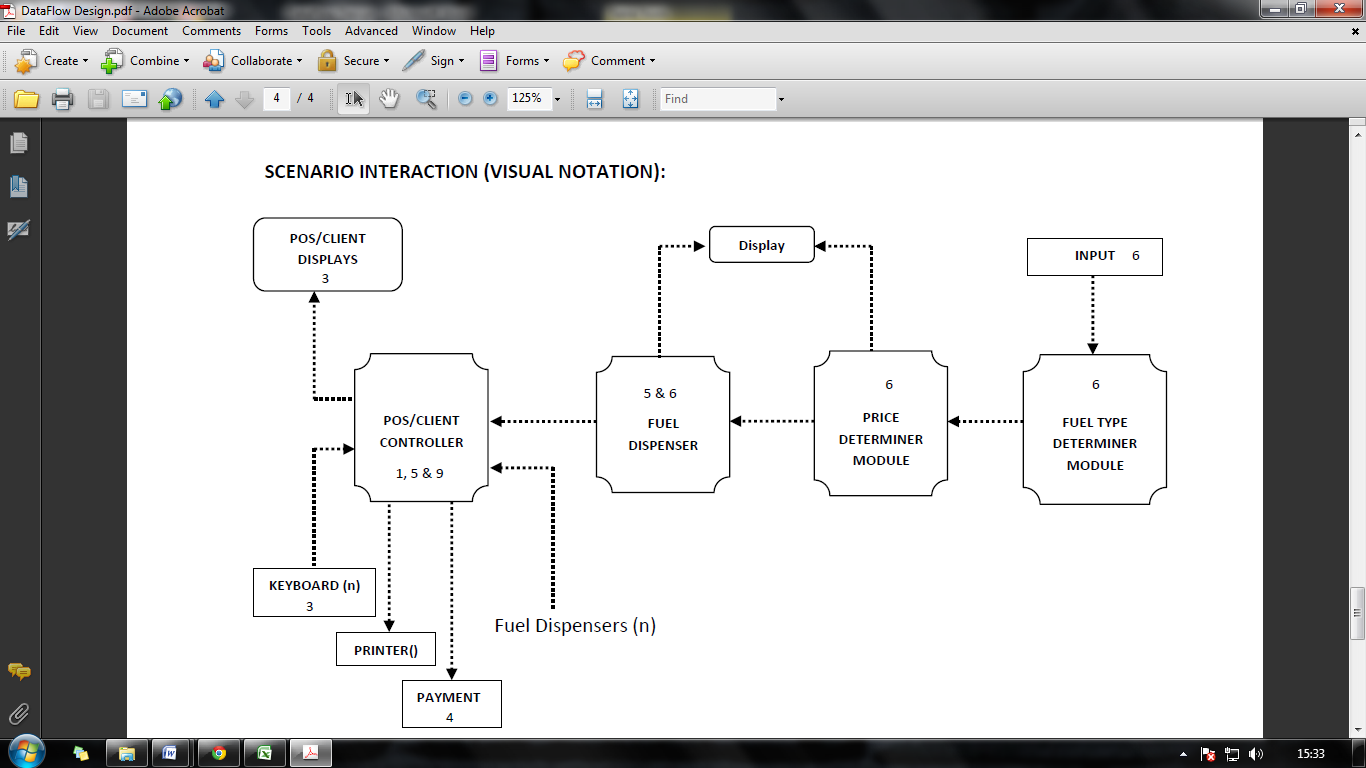 DataFlow Design.pdf - Adobe Acrobat
File Edit View Document Comments Forms Tools Advanced Window Help
Create Combine Collaborate Secure Sign Forms Comment
4 / 4 125% Find
SCENARIO INTERACTION (VISUAL NOTATION):
POS/CLIENT
DISPLAYS
3
Display
INPUT 6
POS/CLIENT
CONTROLLER
1, 5 & 9
5 & 6
FUEL
DISPENSER
6
PRICE
DETERMINER
MODULE
6
FUEL TYPE
DETERMINER
MODULE
KEYBOARD (n)
3
Fuel Dispensers (n)
PRINTER()
PAYMENT
4
15:33